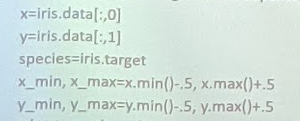 x=iris.data[:,0]
y=iris.data[:,1]
species=iris.target
x_min, x_max=x.min()-.5, x.max()+.5
y_min, y_max=y.min()-.5, y.max()+.5